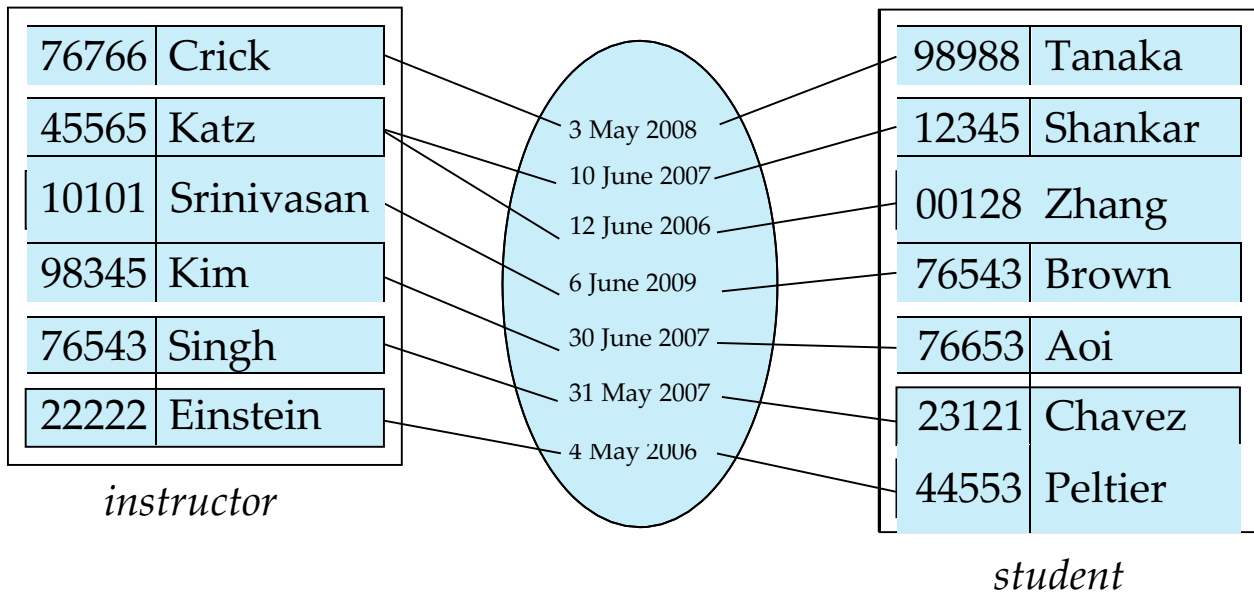 76766 Crick
45565 Katz
10101 Srinivasan
98345 Kim
76543 Singh
22222 Einstein
instructor
3 May 2008
10 June 2007
12 June 2006
6 June 2009
30 June 2007
31 May 2007
4 May 2006
98988 Tanaka
12345 Shankar
00128 Zhang
76543 Brown
76653 Aoi
23121 Chavez
44553 Peltier
student